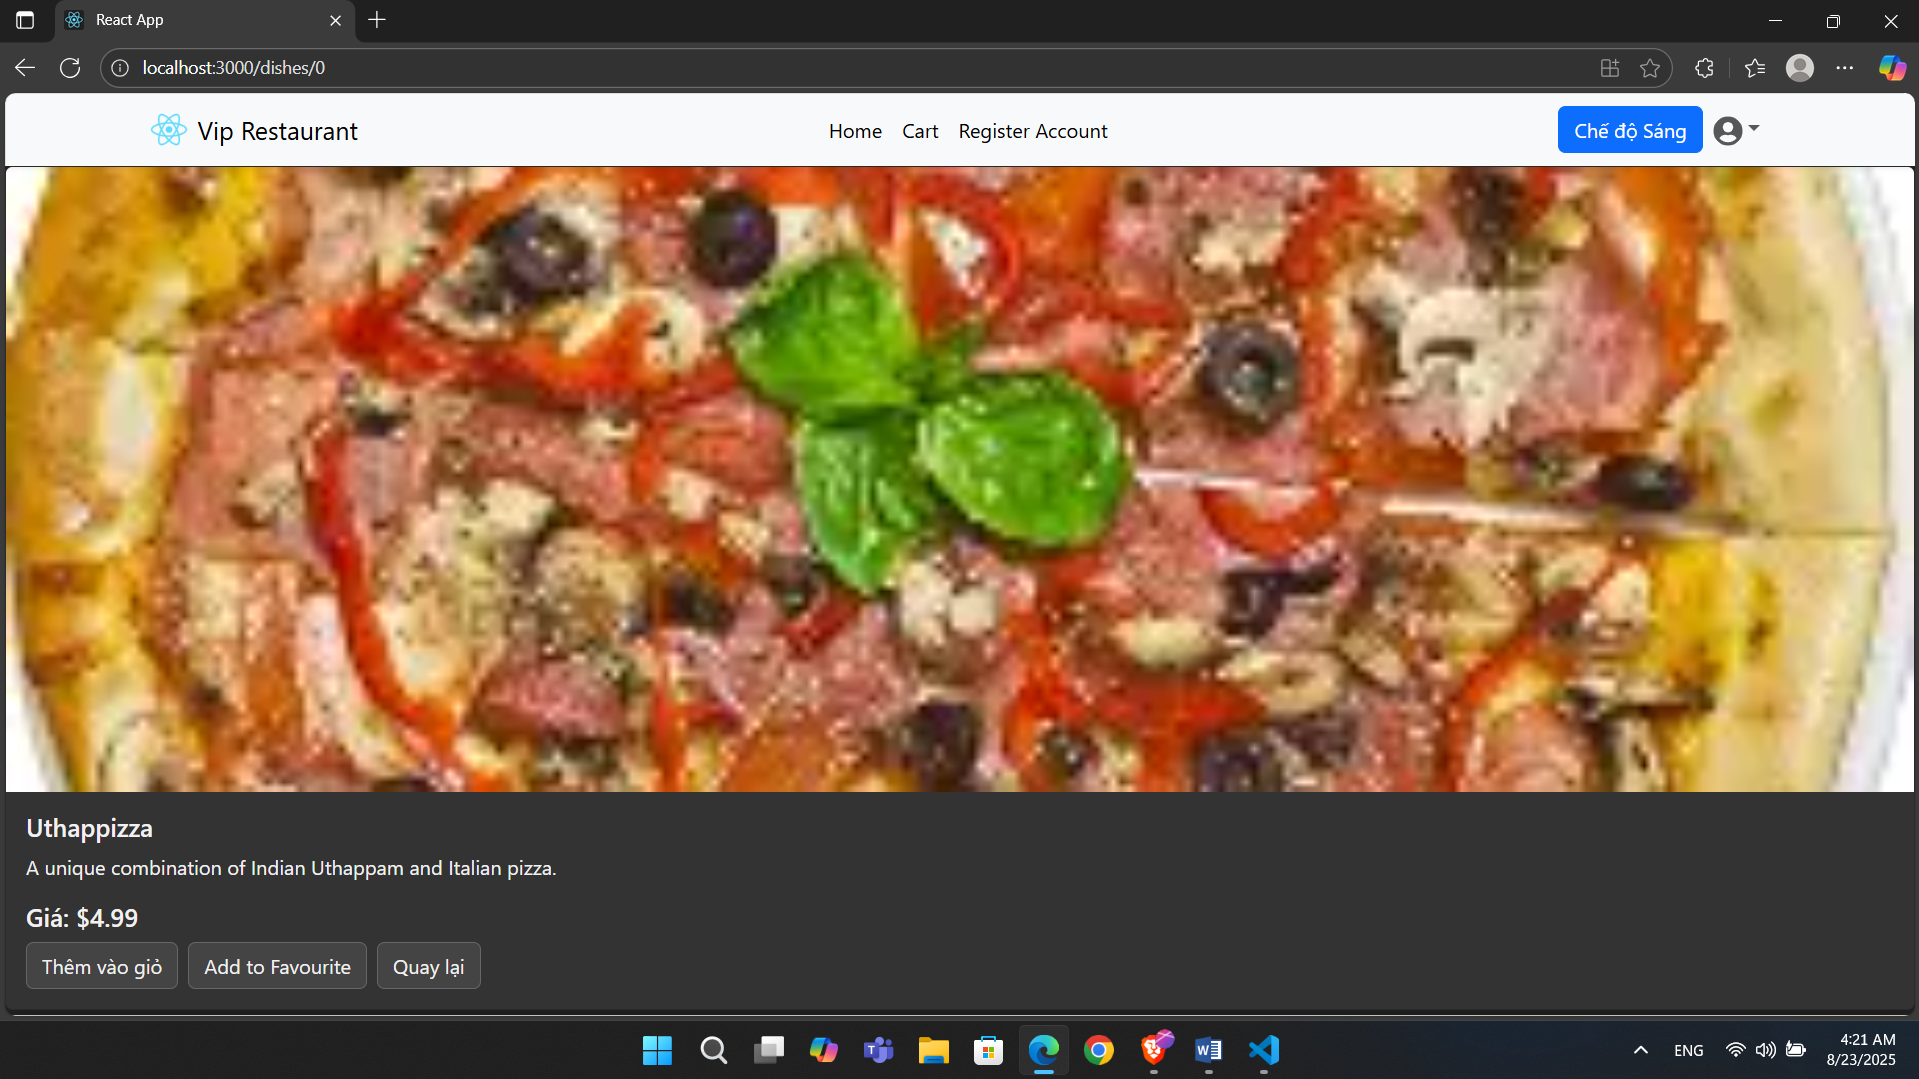 React App
localhost:3000/dishes/0
Vip Restaurant
Home Cart Register Account
Chế độ Sáng
Uthappizza
A unique combination of Indian Uthappam and Italian pizza.
Giá: $4.99
Thêm vào giỏ Add to Favourite Quay lại
ENG
4:21 AM
8/23/2025